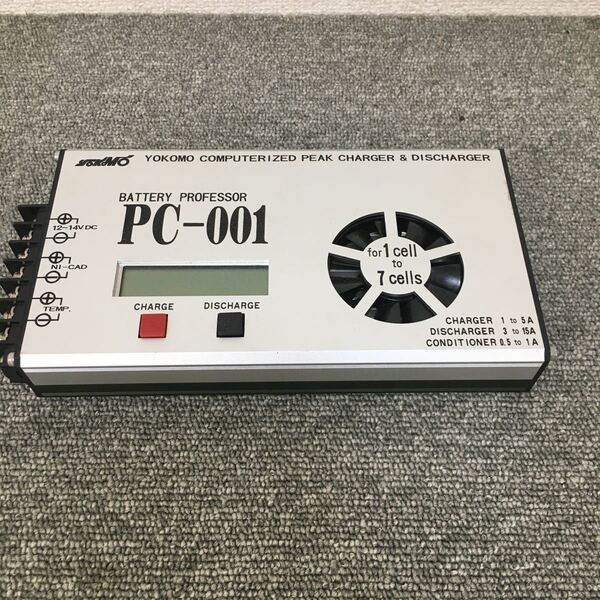 YOKOMO YOKOMO COMPUTERIZED PEAK CHARGER & DISCHARGER
BATTERY PROFESSOR
PC-001
12~14V DC
NI-CAD
TEMP.
CHARGE DISCHARGE
for 1 cell
to
7 cells
CHARGER 1 to 5A
DISCHARGER 3 to 15A
CONDITIONER 0.5 to 1A